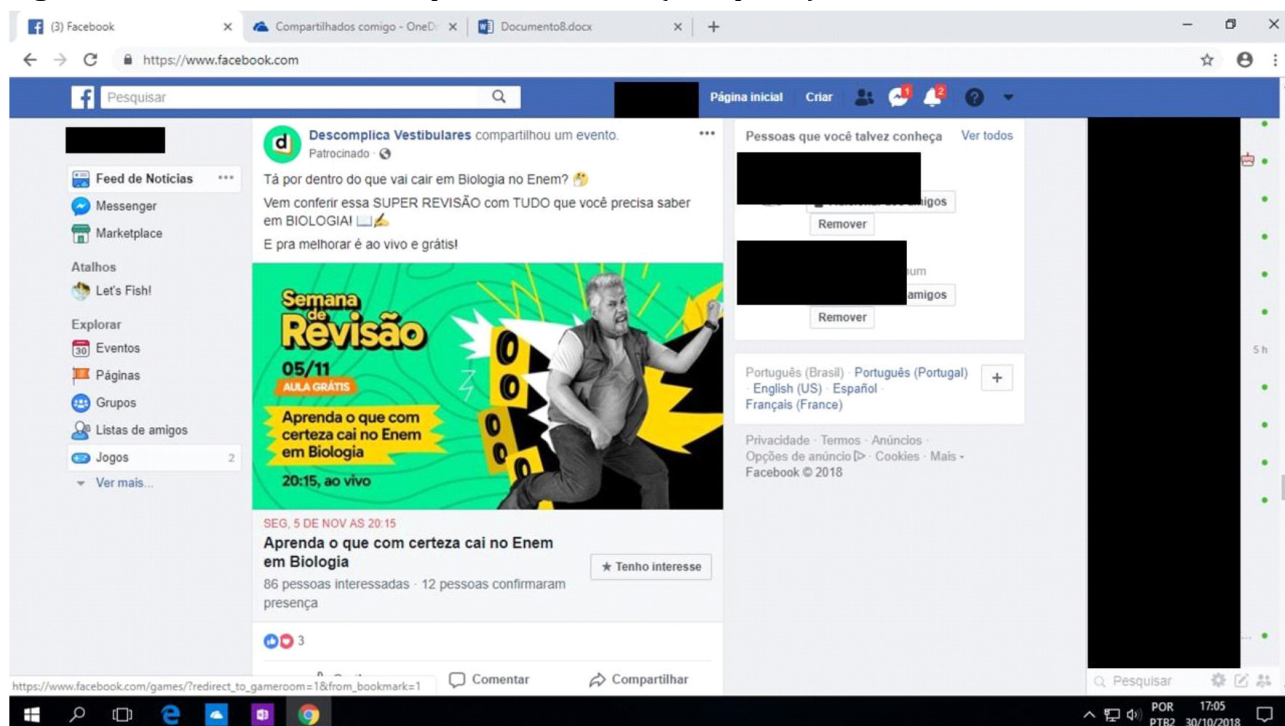 (3) Facebook
Compartilhados comigo - OneD
Documento8.docx
https://www.facebook.com
Pesquisar
Página inicial Criar
1
2
Feed de Notícias
Messenger
Marketplace
Atalhos
Let's Fish!
Explorar
30 Eventos
Páginas
Grupos
Listas de amigos
Jogos 2
Ver mais...
d
Descomplica Vestibulares compartilhou um evento.
Patrocinado ·
Tá por dentro do que vai cair em Biologia no Enem?
Vem conferir essa SUPER REVISÃO com TUDO que você precisa saber
em BIOLOGIA!
E pra melhorar é ao vivo e grátis!
Semana
de
Revisão
05/11
AULA GRÁTIS
Aprenda o que com
certeza cai no Enem
em Biologia
20:15, ao vivo
SEG, 5 DE NOV ÀS 20:15
Aprenda o que com certeza cai no Enem
em Biologia
Tenho interesse
86 pessoas interessadas · 12 pessoas confirmaram
presença
3
Comentar
Compartilhar
Pessoas que você talvez conheça Ver todos
Remover
amigos
Remover
Português (Brasil) · Português (Portugal)
· English (US) · Español ·
Français (France)
Privacidade · Termos · Anúncios ·
Opções de anúncio · Cookies · Mais
Facebook © 2018
5 h
Pesquisar
https://www.facebook.com/games/?redirect_to_gameroom=1&from_bookmark=1
POR
PTB2
17:05
30/10/2018